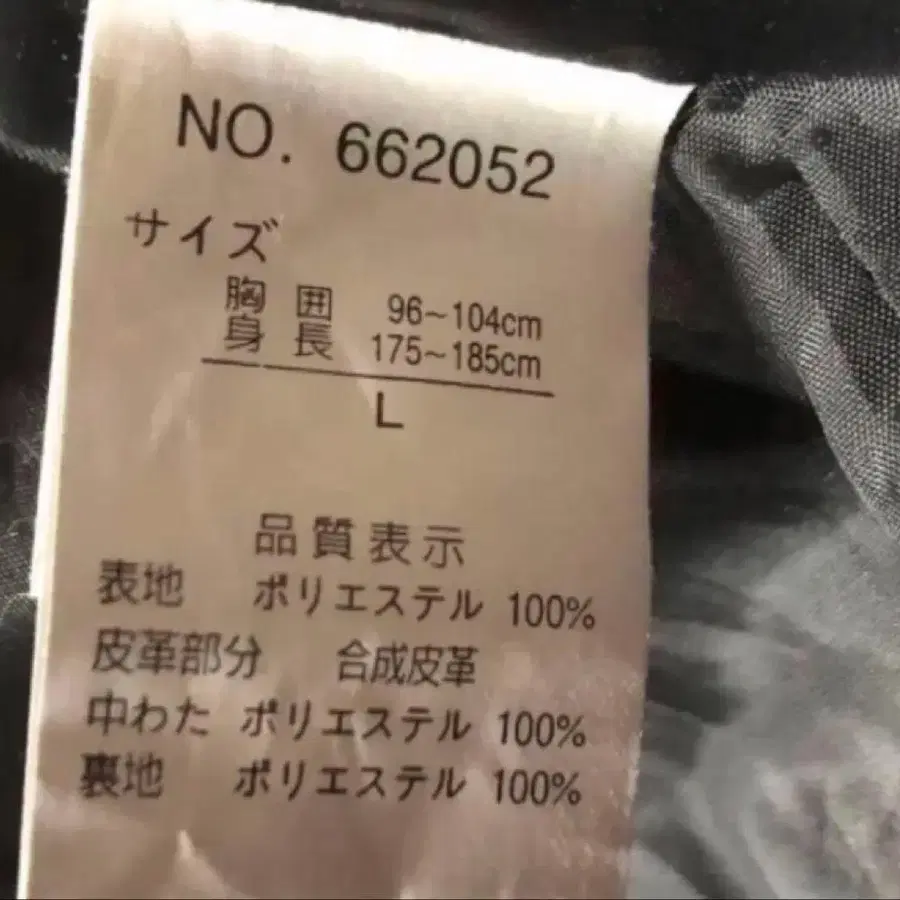 NO. 662052
サイズ
胸囲 96~104cm
身長 175~185cm
L
品質表示
表地 ポリエステル 100%
皮革部分 合成皮革
中わた ポリエステル 100%
裏地 ポリエステル 100%